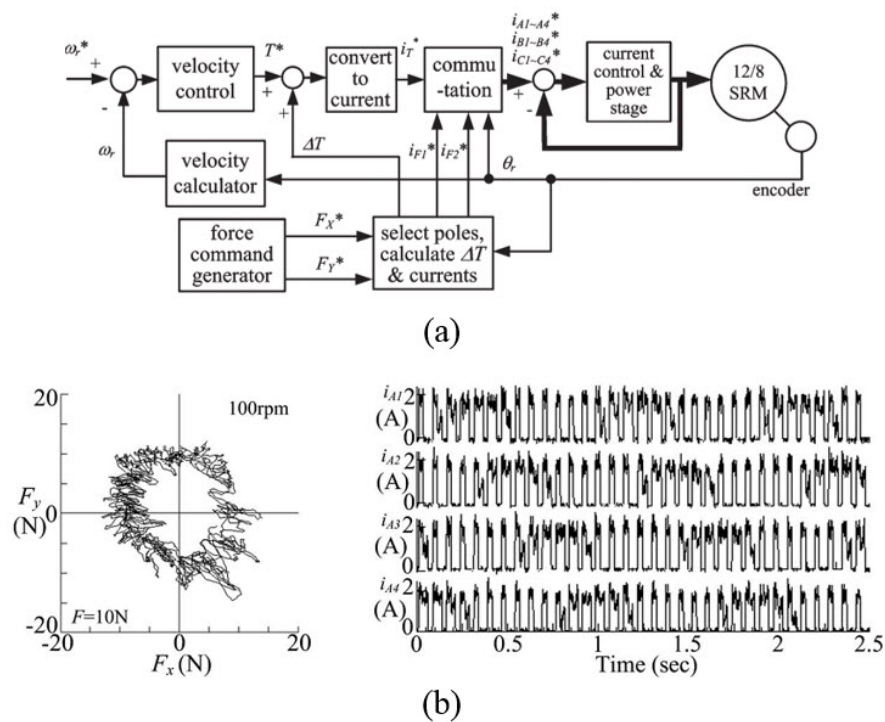 ωr*
+
-
velocity
control
T*
+
+
convert
to
current
iT*
commu
-tation
iA1~A4*
iB1~B4*
iC1~C4*
+
-
current
control &
power
stage
12/8
SRM
ωr
velocity
calculator
ΔT
iF1* iF2*
θr
encoder
force
command
generator
FX*
FY*
select poles,
calculate ΔT
& currents
(a)
20
100rpm
Fy
(N)
0
F=10N
-20
-20 0 20
Fx (N)
iA1 2
(A)
0
iA2 2
(A)
0
iA3 2
(A)
0
iA4 2
(A)
0
0 0.5 1 1.5 2 2.5
Time (sec)
(b)